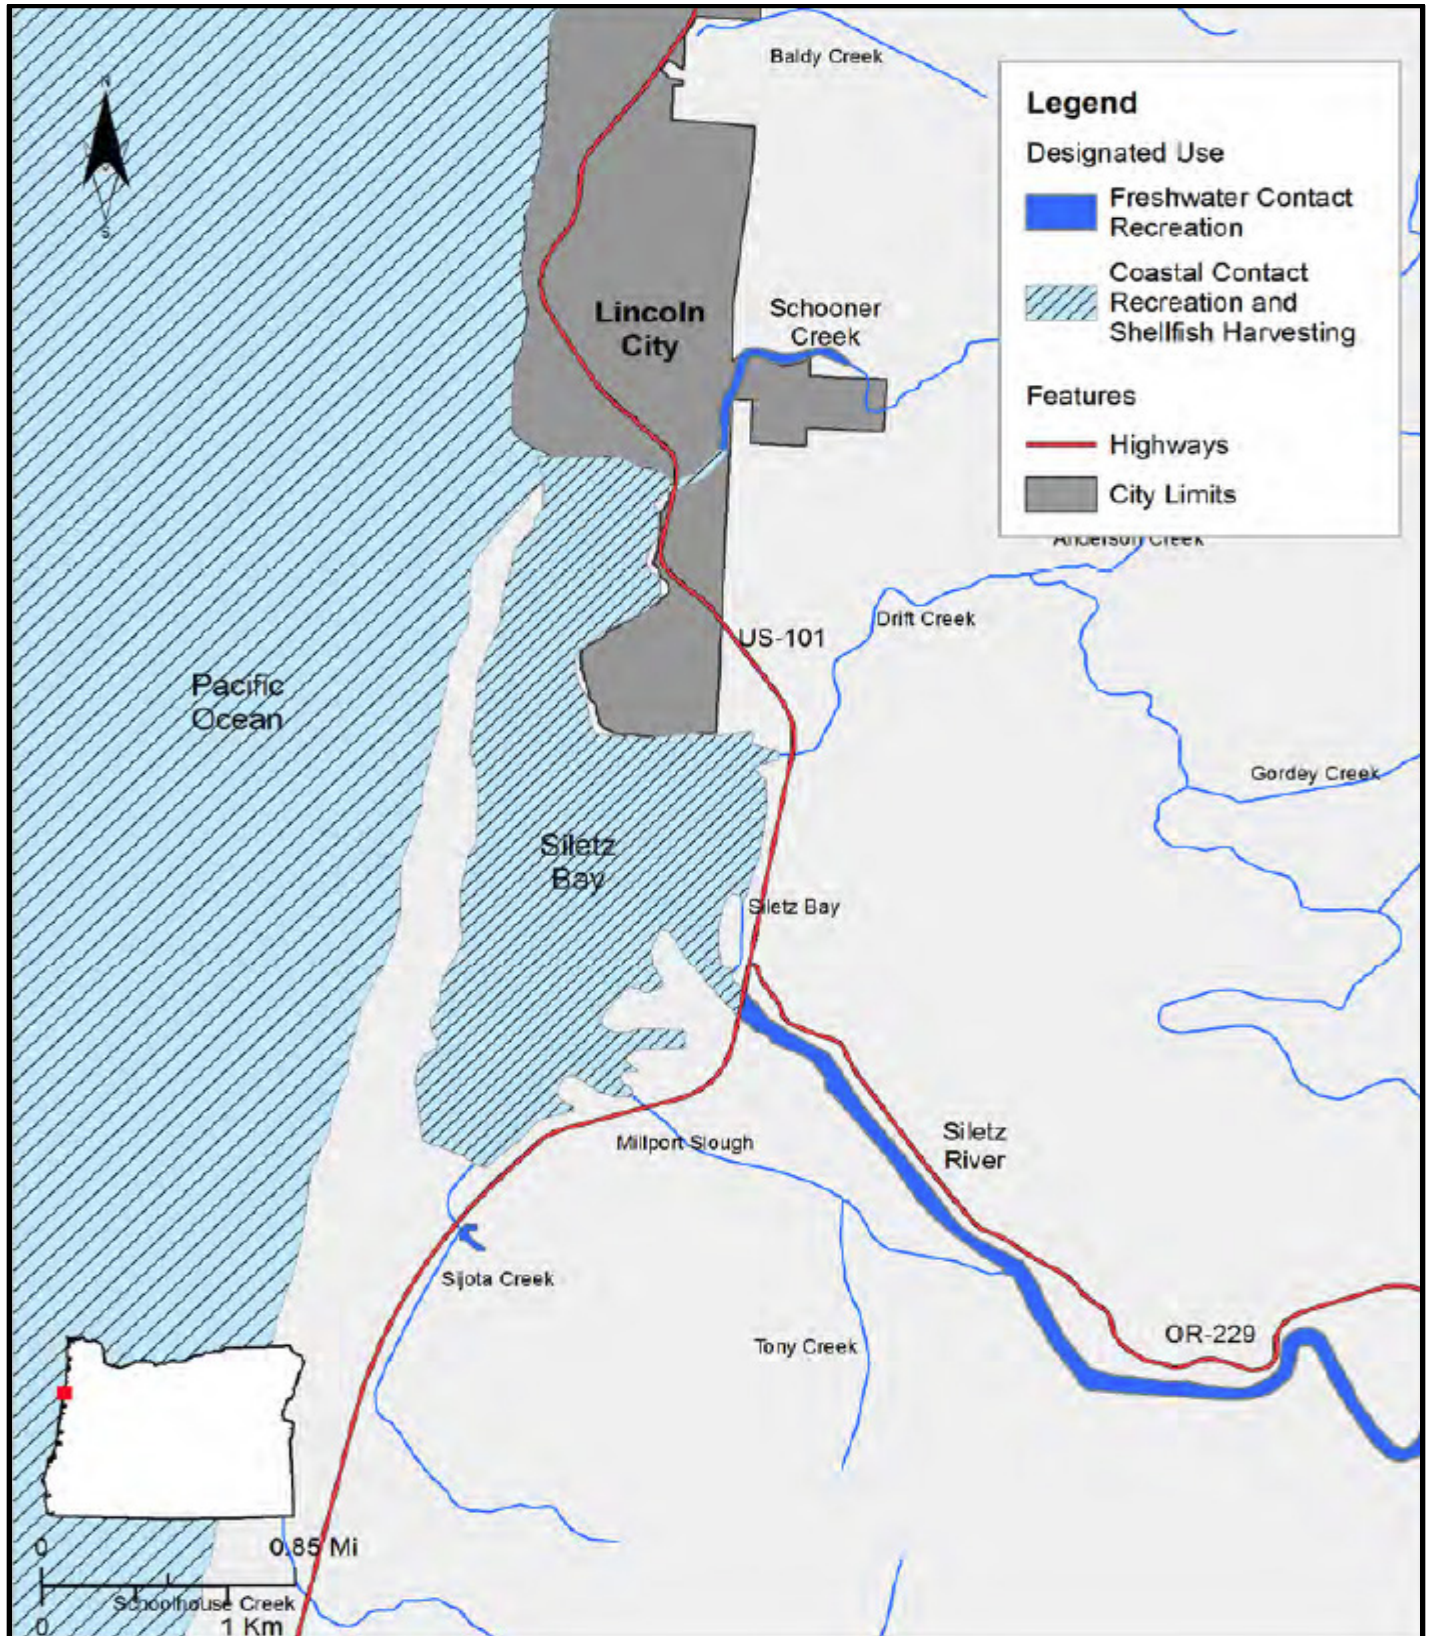 Baldy Creek
Legend
Designated Use
Freshwater Contact
Recreation
Coastal Contact
Recreation and
Shellfish Harvesting
Features
Highways
City Limits
N
S
Lincoln
City
Schooner
Creek
Anderson Creek
Drift Creek
US-101
Pacific
Ocean
Gordey Creek
Siletz
Bay
Siletz Bay
Siletz
River
Millport Slough
Sijota Creek
Tony Creek
OR-229
0
0.85 Mi
Schoolhouse Creek
0
1 Km